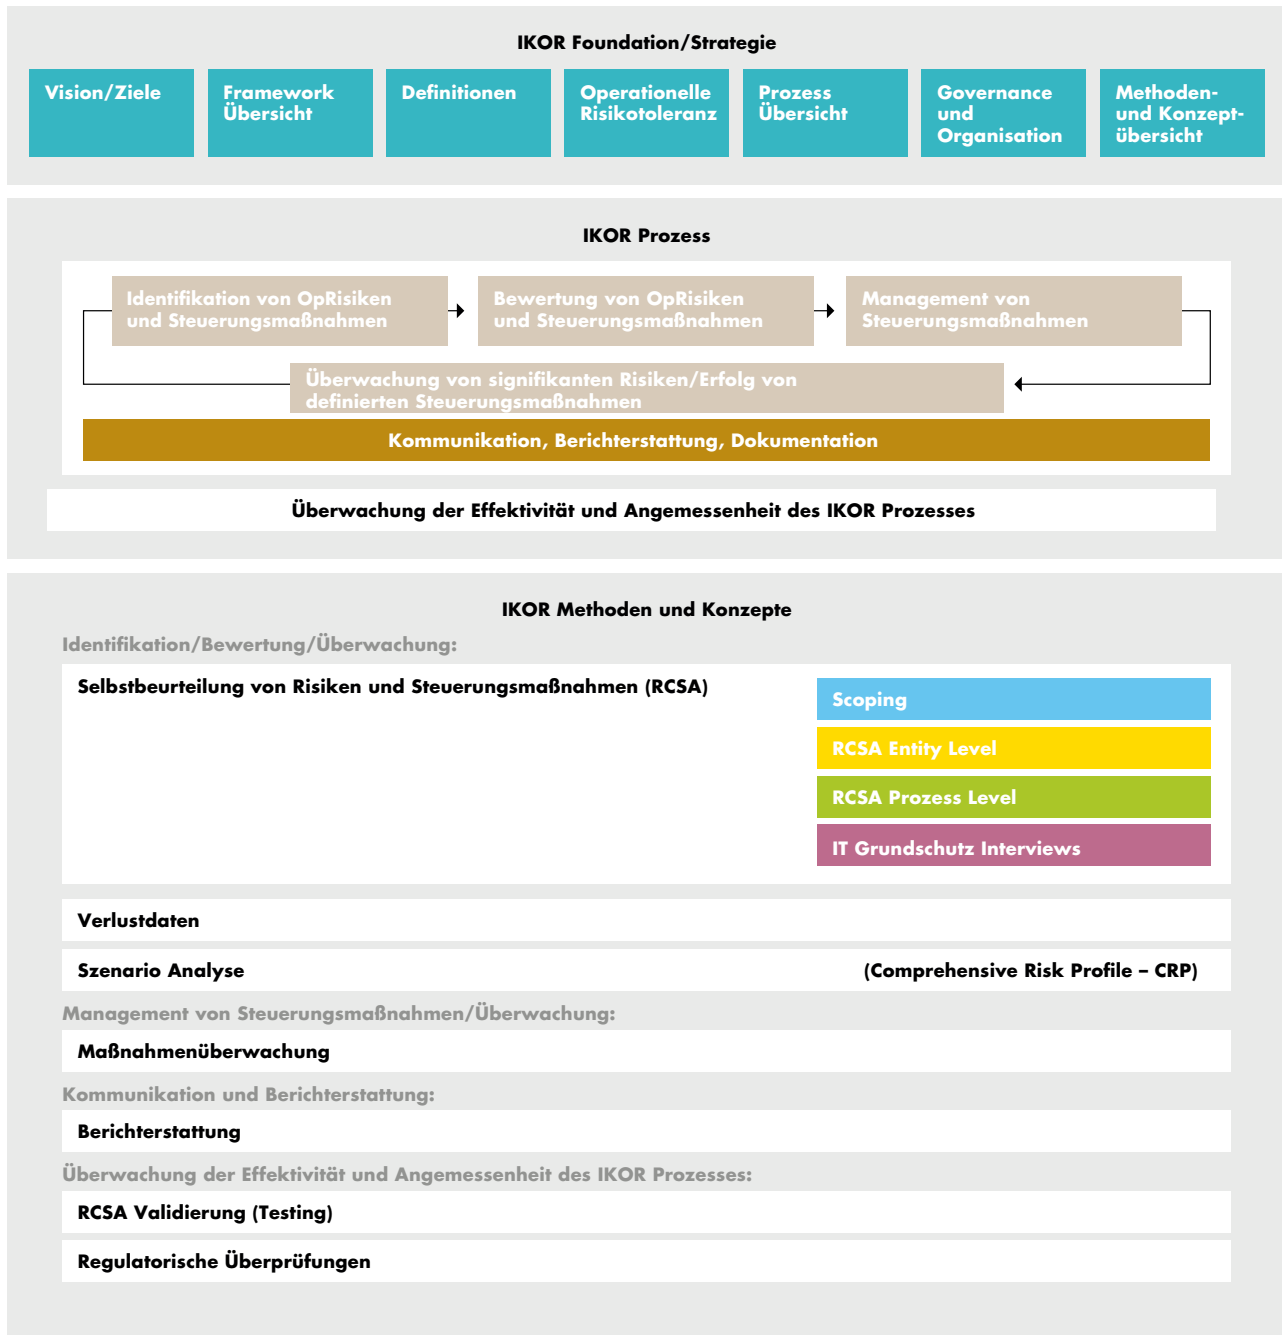 IKOR Foundation/Strategie
Vision/Ziele
Framework
Übersicht
Definitionen
Operationelle
Risikotoleranz
Prozess
Übersicht
Governance
und
Organisation
Methoden-
und Konzept-
übersicht
IKOR Prozess
Identifikation von OpRisiken
und Steuerungsmaßnahmen
Bewertung von OpRisiken
und Steuerungsmaßnahmen
Management von
Steuerungsmaßnahmen
Überwachung von signifikanten Risiken/Erfolg von
definierten Steuerungsmaßnahmen
Kommunikation, Berichterstattung, Dokumentation
Überwachung der Effektivität und Angemessenheit des IKOR Prozesses
IKOR Methoden und Konzepte
Identifikation/Bewertung/Überwachung:
Selbstbeurteilung von Risiken und Steuerungsmaßnahmen (RCSA)
Scoping
RCSA Entity Level
RCSA Prozess Level
IT Grundschutz Interviews
Verlustdaten
Szenario Analyse (Comprehensive Risk Profile – CRP)
Management von Steuerungsmaßnahmen/Überwachung:
Maßnahmenüberwachung
Kommunikation und Berichterstattung:
Berichterstattung
Überwachung der Effektivität und Angemessenheit des IKOR Prozesses:
RCSA Validierung (Testing)
Regulatorische Überprüfungen